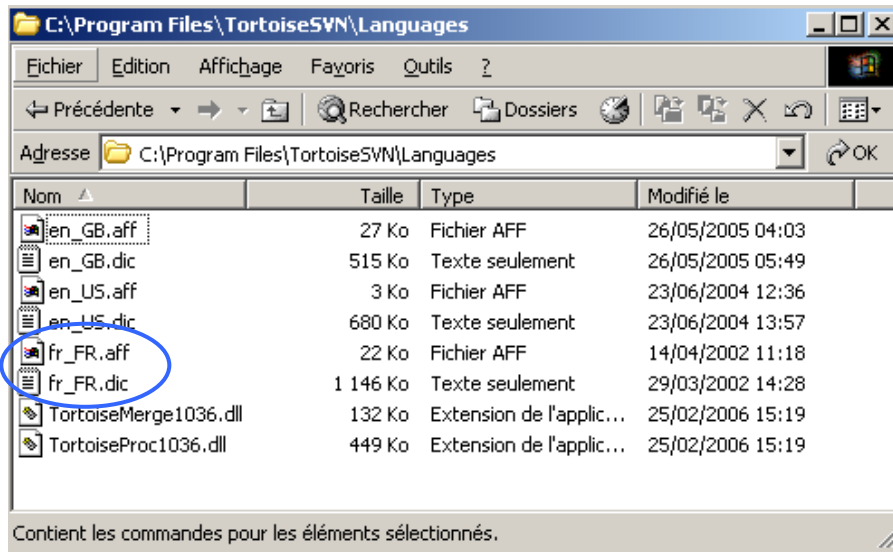 C:\Program Files\TortoiseSVN\Languages
Fichier Edition Affichage Favoris Outils ?
Précédente Rechercher Dossiers
Adresse C:\Program Files\TortoiseSVN\Languages OK
Nom Taille Type Modifié le
en_GB.aff 27 Ko Fichier AFF 26/05/2005 04:03
en_GB.dic 515 Ko Texte seulement 26/05/2005 05:49
en_US.aff 3 Ko Fichier AFF 23/06/2004 12:36
en_US.dic 680 Ko Texte seulement 23/06/2004 13:57
fr_FR.aff 22 Ko Fichier AFF 14/04/2002 11:18
fr_FR.dic 1 146 Ko Texte seulement 29/03/2002 14:28
TortoiseMerge1036.dll 132 Ko Extension de l'applic... 25/02/2006 15:19
TortoiseProc1036.dll 449 Ko Extension de l'applic... 25/02/2006 15:19
Contient les commandes pour les éléments sélectionnés.